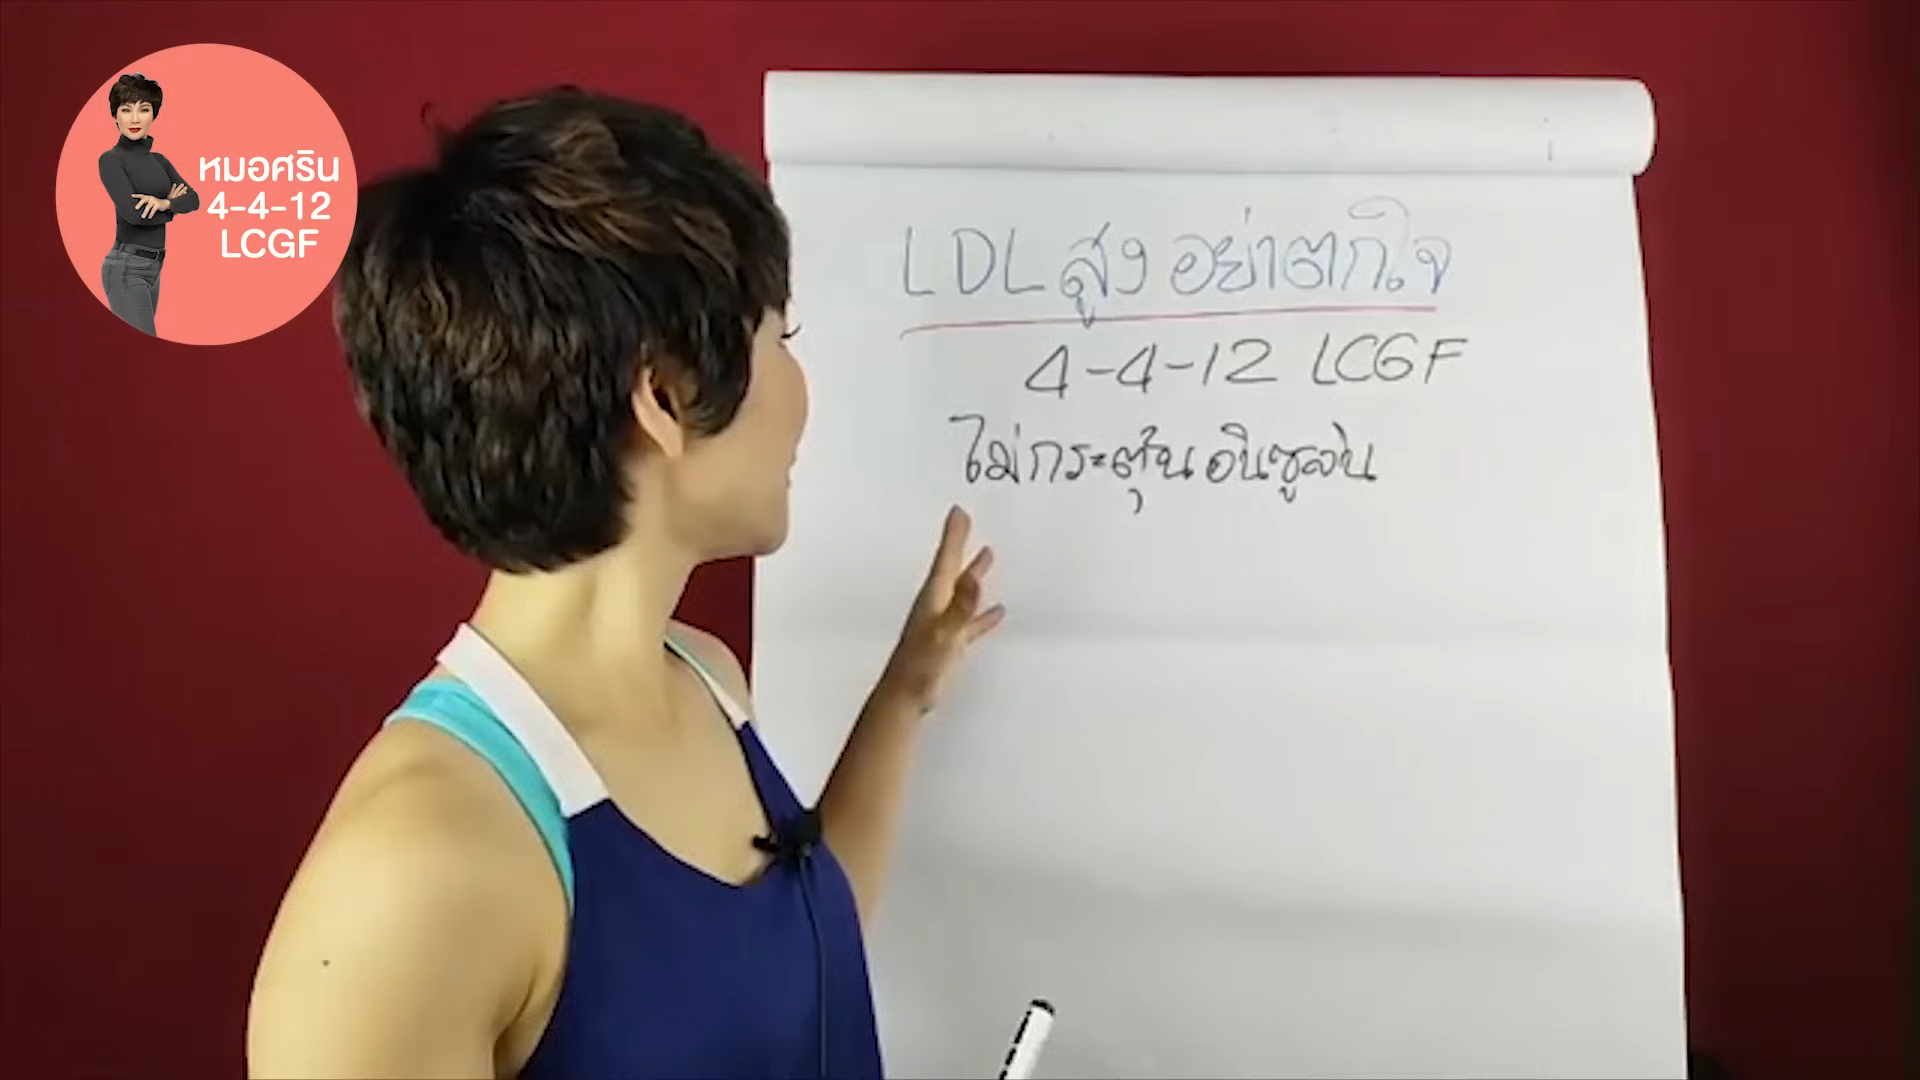 หมอศริน
4-4-12
LCGF
LDL สูง อย่าตกใจ
4-4-12 LCGF
ไม่กระตุ้น อินซูลิน